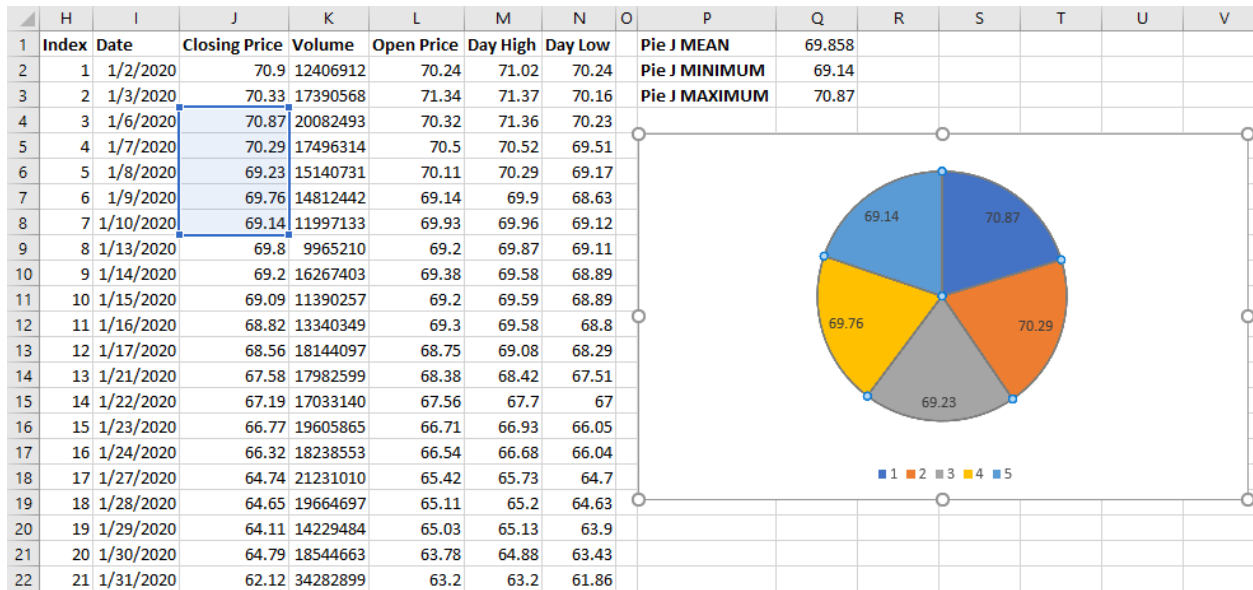 H I J K L M N O P Q R S T U V
1 Index Date Closing Price Volume Open Price Day High Day Low Pie J MEAN 69.858
2 1 1/2/2020 70.9 12406912 70.24 71.02 70.24 Pie J MINIMUM 69.14
3 2 1/3/2020 70.33 17390568 71.34 71.37 70.16 Pie J MAXIMUM 70.87
4 3 1/6/2020 70.87 20082493 70.32 71.36 70.23
5 4 1/7/2020 70.29 17496314 70.5 70.52 69.51
6 5 1/8/2020 69.23 15140731 70.11 70.29 69.17
7 6 1/9/2020 69.76 14812442 69.14 69.9 68.63
8 7 1/10/2020 69.14 11997133 69.93 69.96 69.12
9 8 1/13/2020 69.8 9965210 69.2 69.87 69.11
10 9 1/14/2020 69.2 16267403 69.38 69.58 68.89
11 10 1/15/2020 69.09 11390257 69.2 69.59 68.89
12 11 1/16/2020 68.82 13340349 69.3 69.58 68.8
13 12 1/17/2020 68.56 18144097 68.75 69.08 68.29
14 13 1/21/2020 67.58 17982599 68.38 68.42 67.51
15 14 1/22/2020 67.19 17033140 67.56 67.7 67
16 15 1/23/2020 66.77 19605865 66.71 66.93 66.05
17 16 1/24/2020 66.32 18238553 66.54 66.68 66.04
18 17 1/27/2020 64.74 21231010 65.42 65.73 64.7
19 18 1/28/2020 64.65 19664697 65.11 65.2 64.63
20 19 1/29/2020 64.11 14229484 65.03 65.13 63.9
21 20 1/30/2020 64.79 18544663 63.78 64.88 63.43
22 21 1/31/2020 62.12 34282899 63.2 63.2 61.86
69.14 70.87
69.76 70.29
69.23
1 2 3 4 5